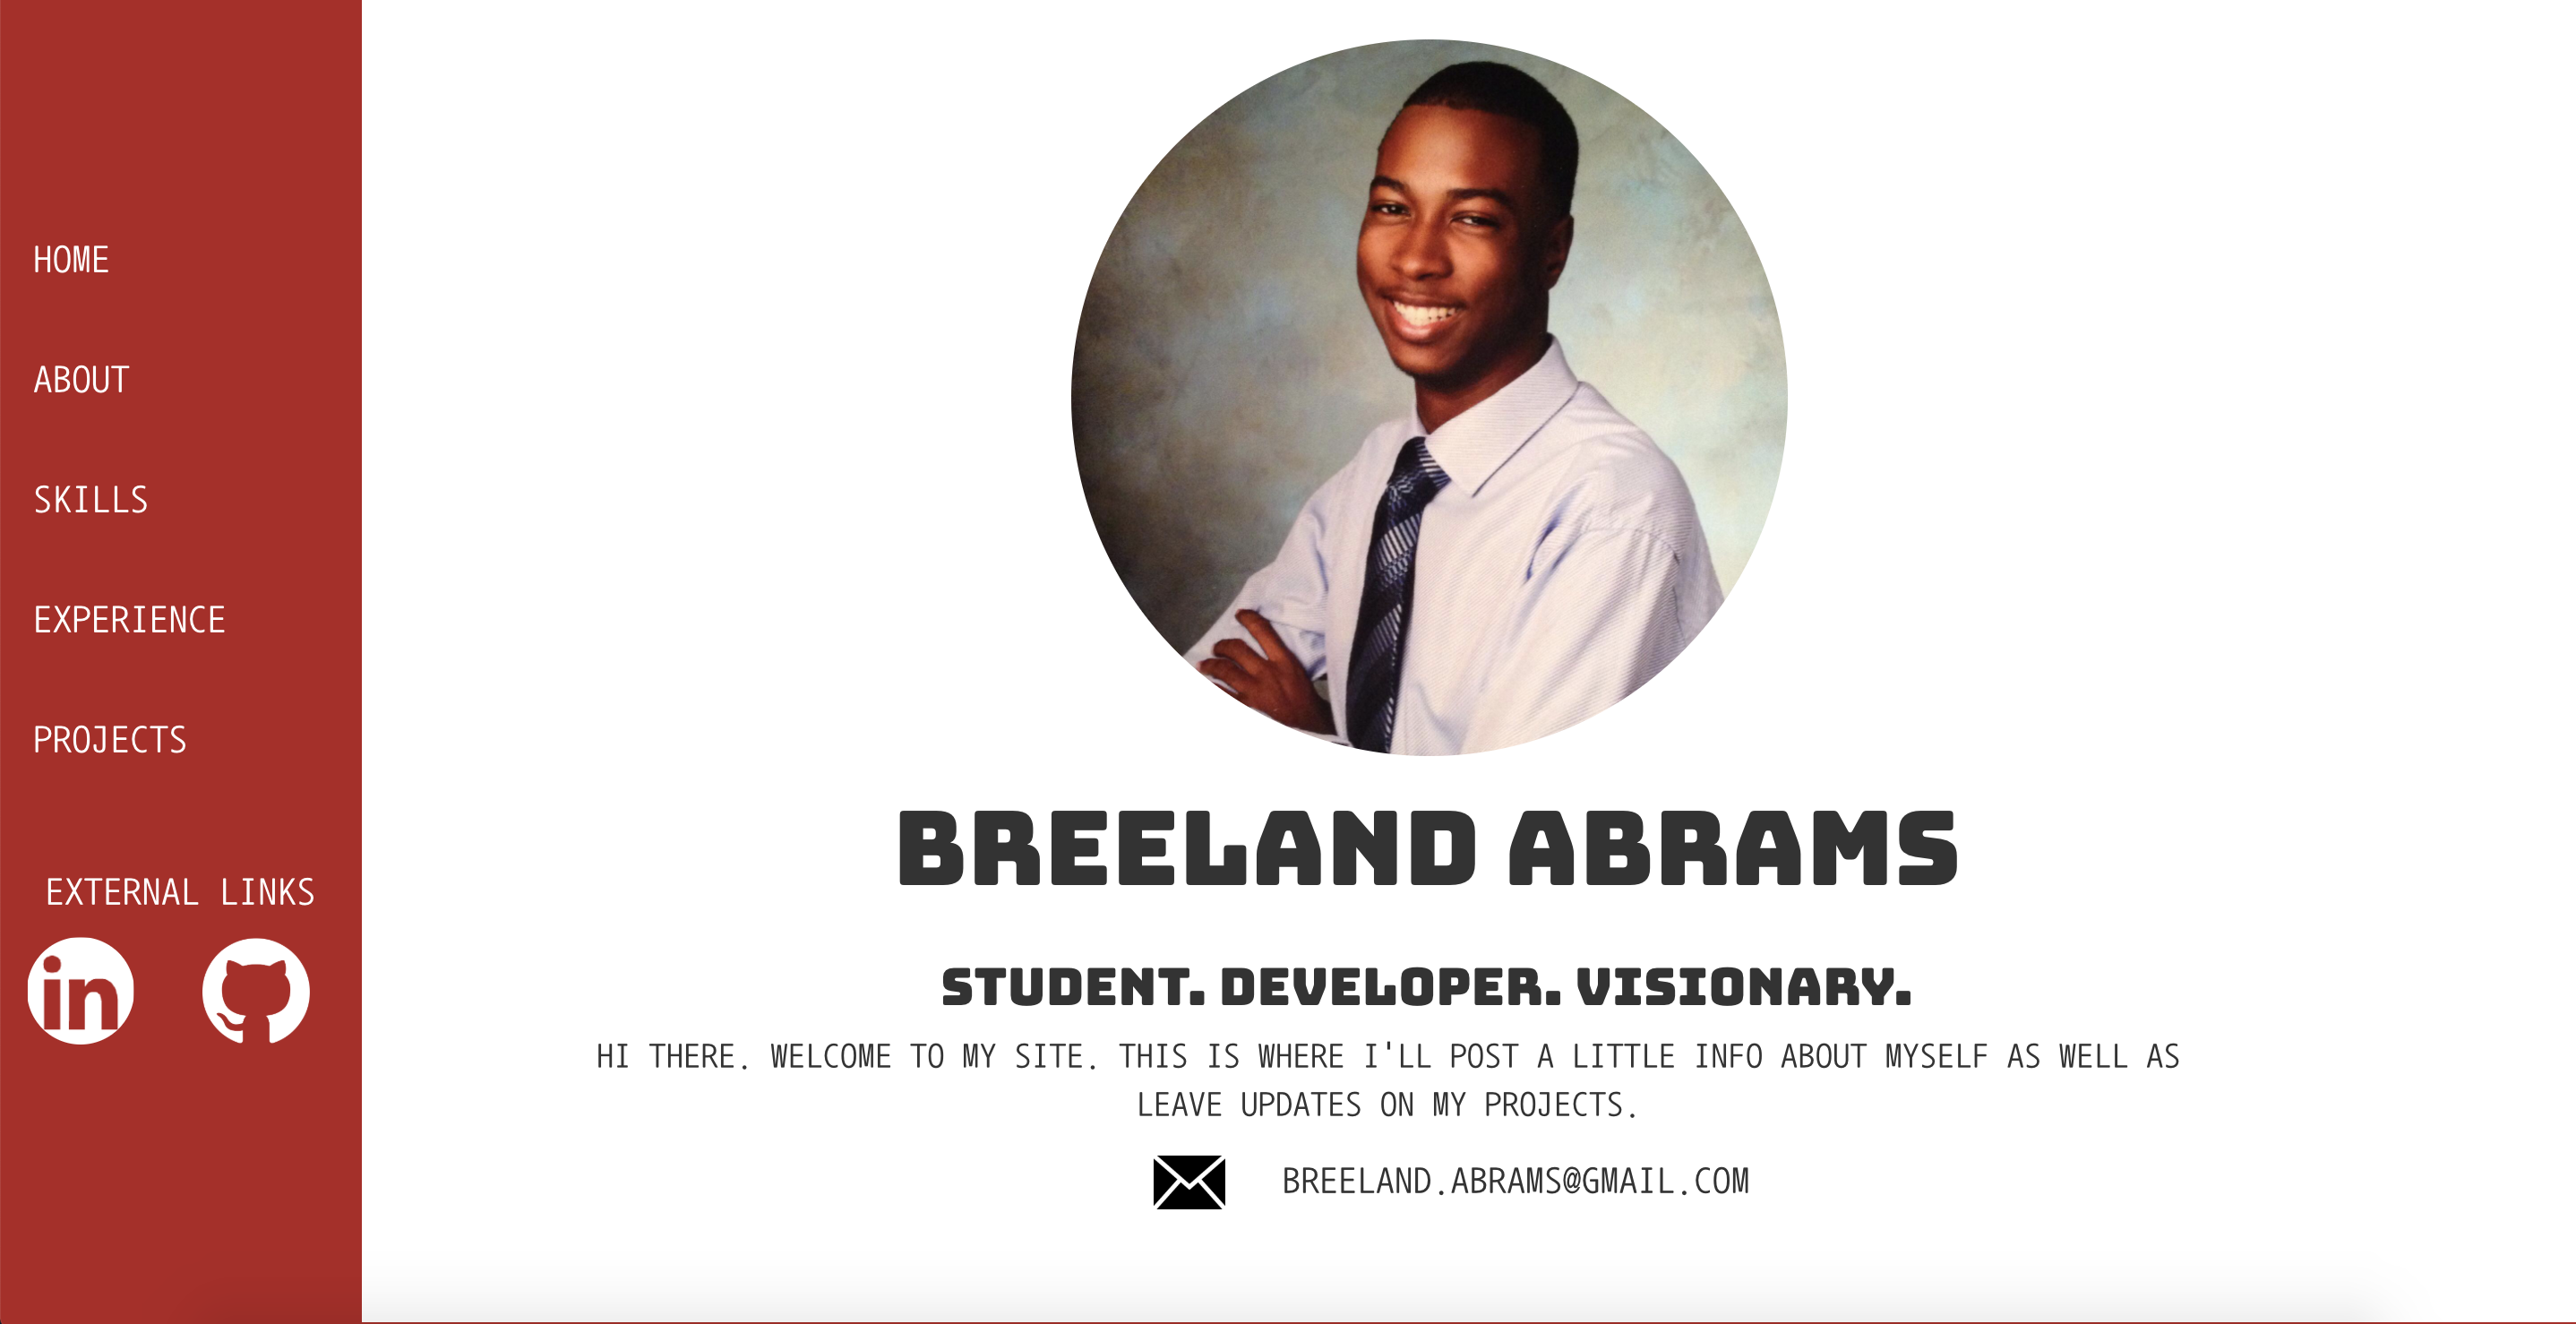 HOME
ABOUT
SKILLS
EXPERIENCE
PROJECTS
EXTERNAL LINKS
in
BREELAND ABRAMS
STUDENT. DEVELOPER. VISIONARY.
HI THERE. WELCOME TO MY SITE. THIS IS WHERE I'LL POST A LITTLE INFO ABOUT MYSELF AS WELL AS
LEAVE UPDATES ON MY PROJECTS.
BREELAND.ABRAMS@GMAIL.COM